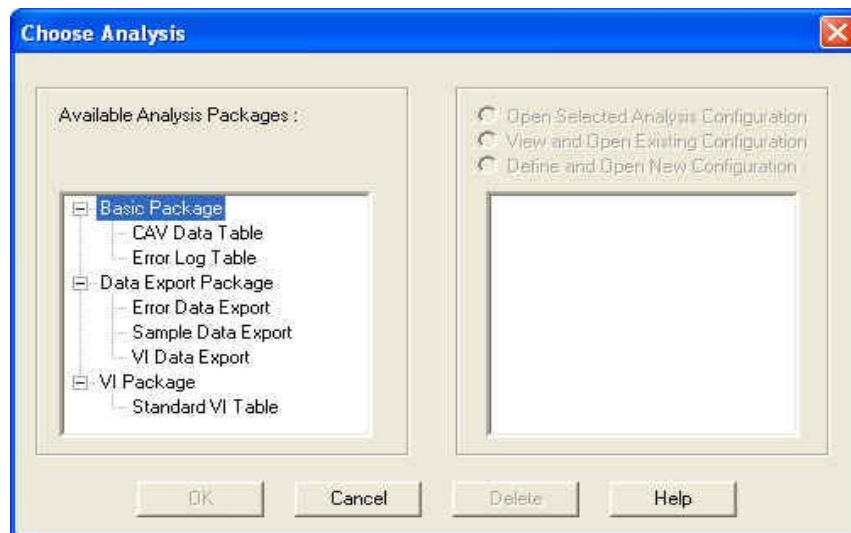 Choose Analysis
Available Analysis Packages :
Basic Package
CAV Data Table
Error Log Table
Data Export Package
Error Data Export
Sample Data Export
VI Data Export
VI Package
Standard VI Table
Open Selected Analysis Configuration
View and Open Existing Configuration
Define and Open New Configuration
OK
Cancel
Delete
Help